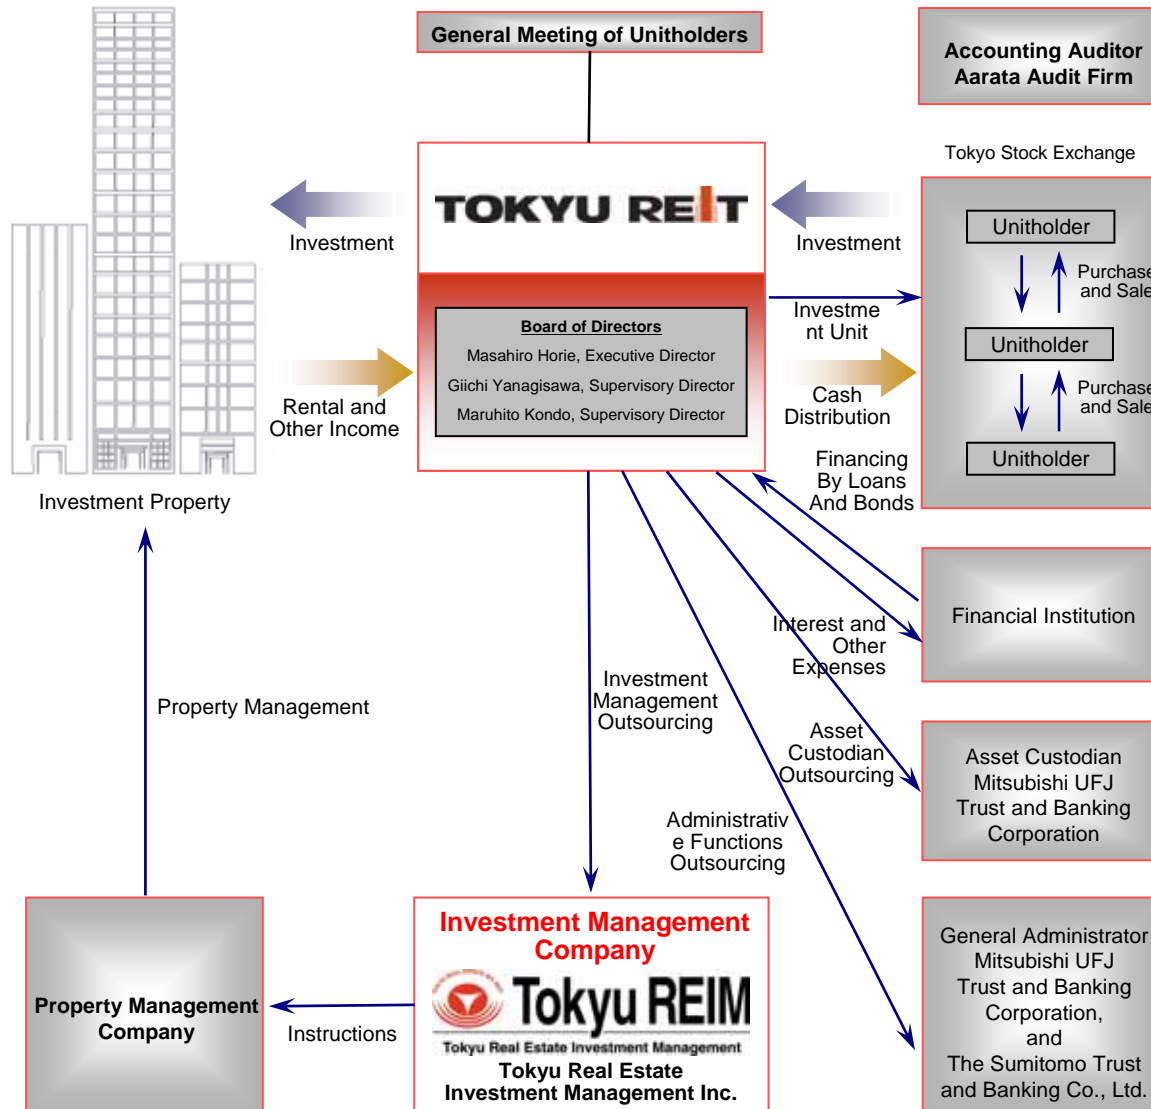 General Meeting of Unitholders
Accounting Auditor
Aarata Audit Firm
Tokyo Stock Exchange
TOKYU REIT
Investment
Investment
Unitholder
Purchase
and Sale
Unitholder
Purchase
and Sale
Unitholder
Investme
nt Unit
Board of Directors
Masahiro Horie, Executive Director
Giichi Yanagisawa, Supervisory Director
Maruhito Kondo, Supervisory Director
Rental and
Other Income
Cash
Distribution
Investment Property
Financing
By Loans
And Bonds
Financial Institution
Interest and
Other
Expenses
Property Management
Investment
Management
Outsourcing
Asset
Custodian
Outsourcing
Asset Custodian
Mitsubishi UFJ
Trust and Banking
Corporation
Administrativ
e Functions
Outsourcing
Property Management
Company
Instructions
Investment Management
Company
Tokyu REIM
Tokyu Real Estate Investment Management
Tokyu Real Estate
Investment Management Inc.
General Administrator
Mitsubishi UFJ
Trust and Banking
Corporation,
and
The Sumitomo Trust
and Banking Co., Ltd.